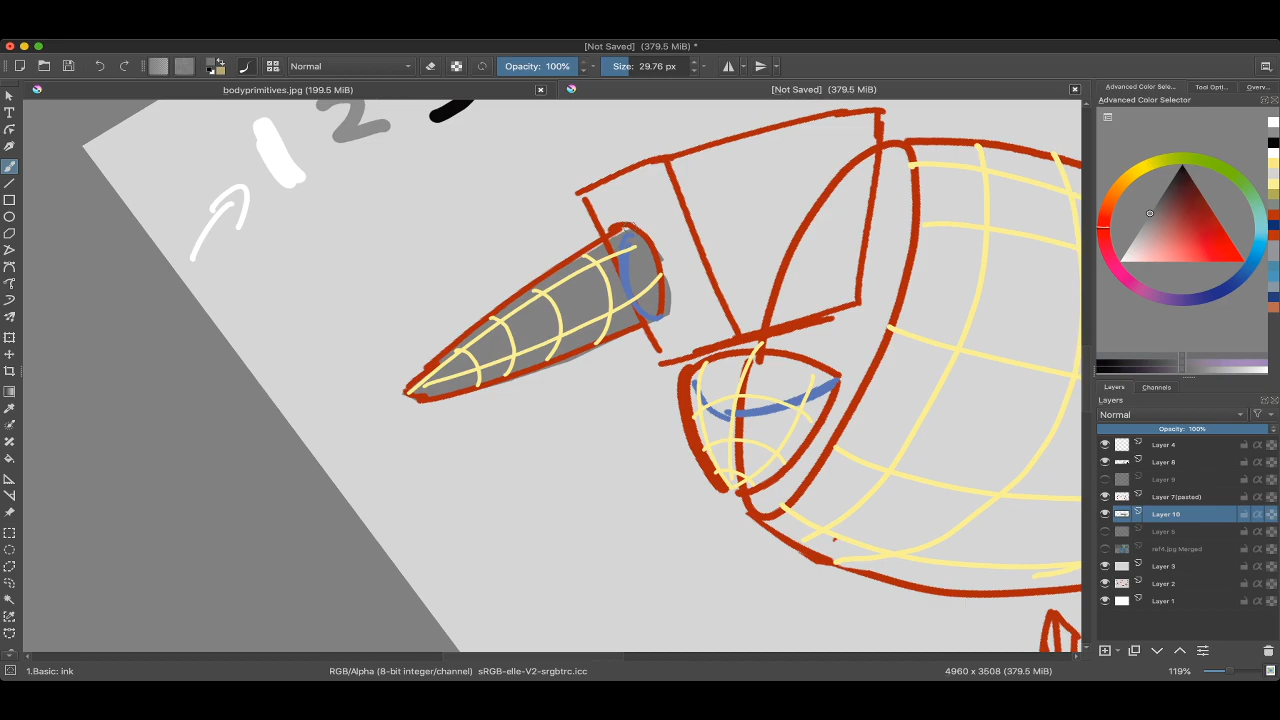 [Not Saved] (379.5 MiB) *
Normal
Opacity: 100%
Size: 29.76 px
bodyprimitives.jpg (199.5 MiB)
[Not Saved] (379.5 MiB)
Advanced Color Sele...
Tool Opti...
Overv...
Advanced Color Selector
1 2
Layers
Channels
Layers
Normal
Opacity: 100%
Layer 4
Layer 8
Layer 9
Layer 7(pasted)
Layer 10
Layer 5
ref4.jpg Merged
Layer 3
Layer 2
Layer 1
1.Basic: ink
RGB/Alpha (8-bit integer/channel) sRGB-elle-V2-srgbtrc.icc
4960 x 3508 (379.5 MiB)
119%